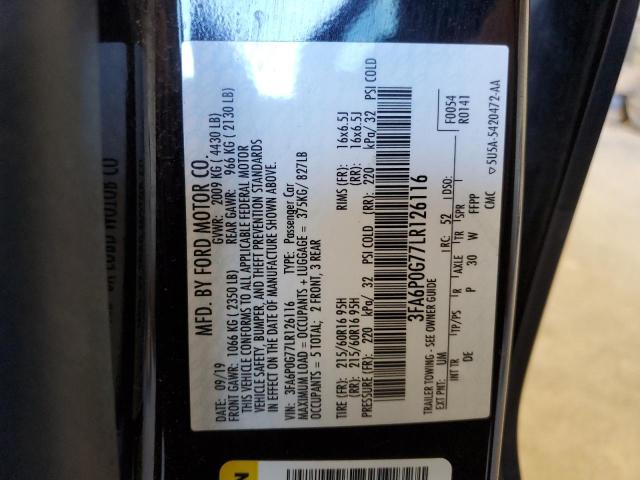 MFD. BY FORD MOTOR CO.
DATE: 09/19 GVWR: 2009 KG ( 4430 LB)
FRONT GAWR: 1066 KG ( 2350 LB) REAR GAWR: 966 KG ( 2130 LB)
THIS VEHICLE CONFORMS TO ALL APPLICABLE FEDERAL MOTOR
VEHICLE SAFETY, BUMPER, AND THEFT PREVENTION STANDARDS
IN EFFECT ON THE DATE OF MANUFACTURE SHOWN ABOVE.
VIN: 3FA6P0G77LR126116 TYPE: Passenger Car
MAXIMUM LOAD = OCCUPANTS + LUGGAGE = 375KG/ 827LB
OCCUPANTS = 5 TOTAL; 2 FRONT, 3 REAR
TIRE (FR): 215/60R16 95H RIMS (FR): 16x6.5J
TIRE (RR): 215/60R16 95H (RR): 16x6.5J
PRESSURE (FR): 220 kPa/ 32 PSI COLD (RR): 220 kPa/ 32 PSI COLD
3FA6P0G77LR126116
TRAILER TOWING - SEE OWNER GUIDE
F0054
R0141
EXT PNT: UM RC: 52 DSO:
INT TR TP/PS R AXLE TR SPR
DE P 30 W FFPP
CMC 5U5A-5420472-AA
N